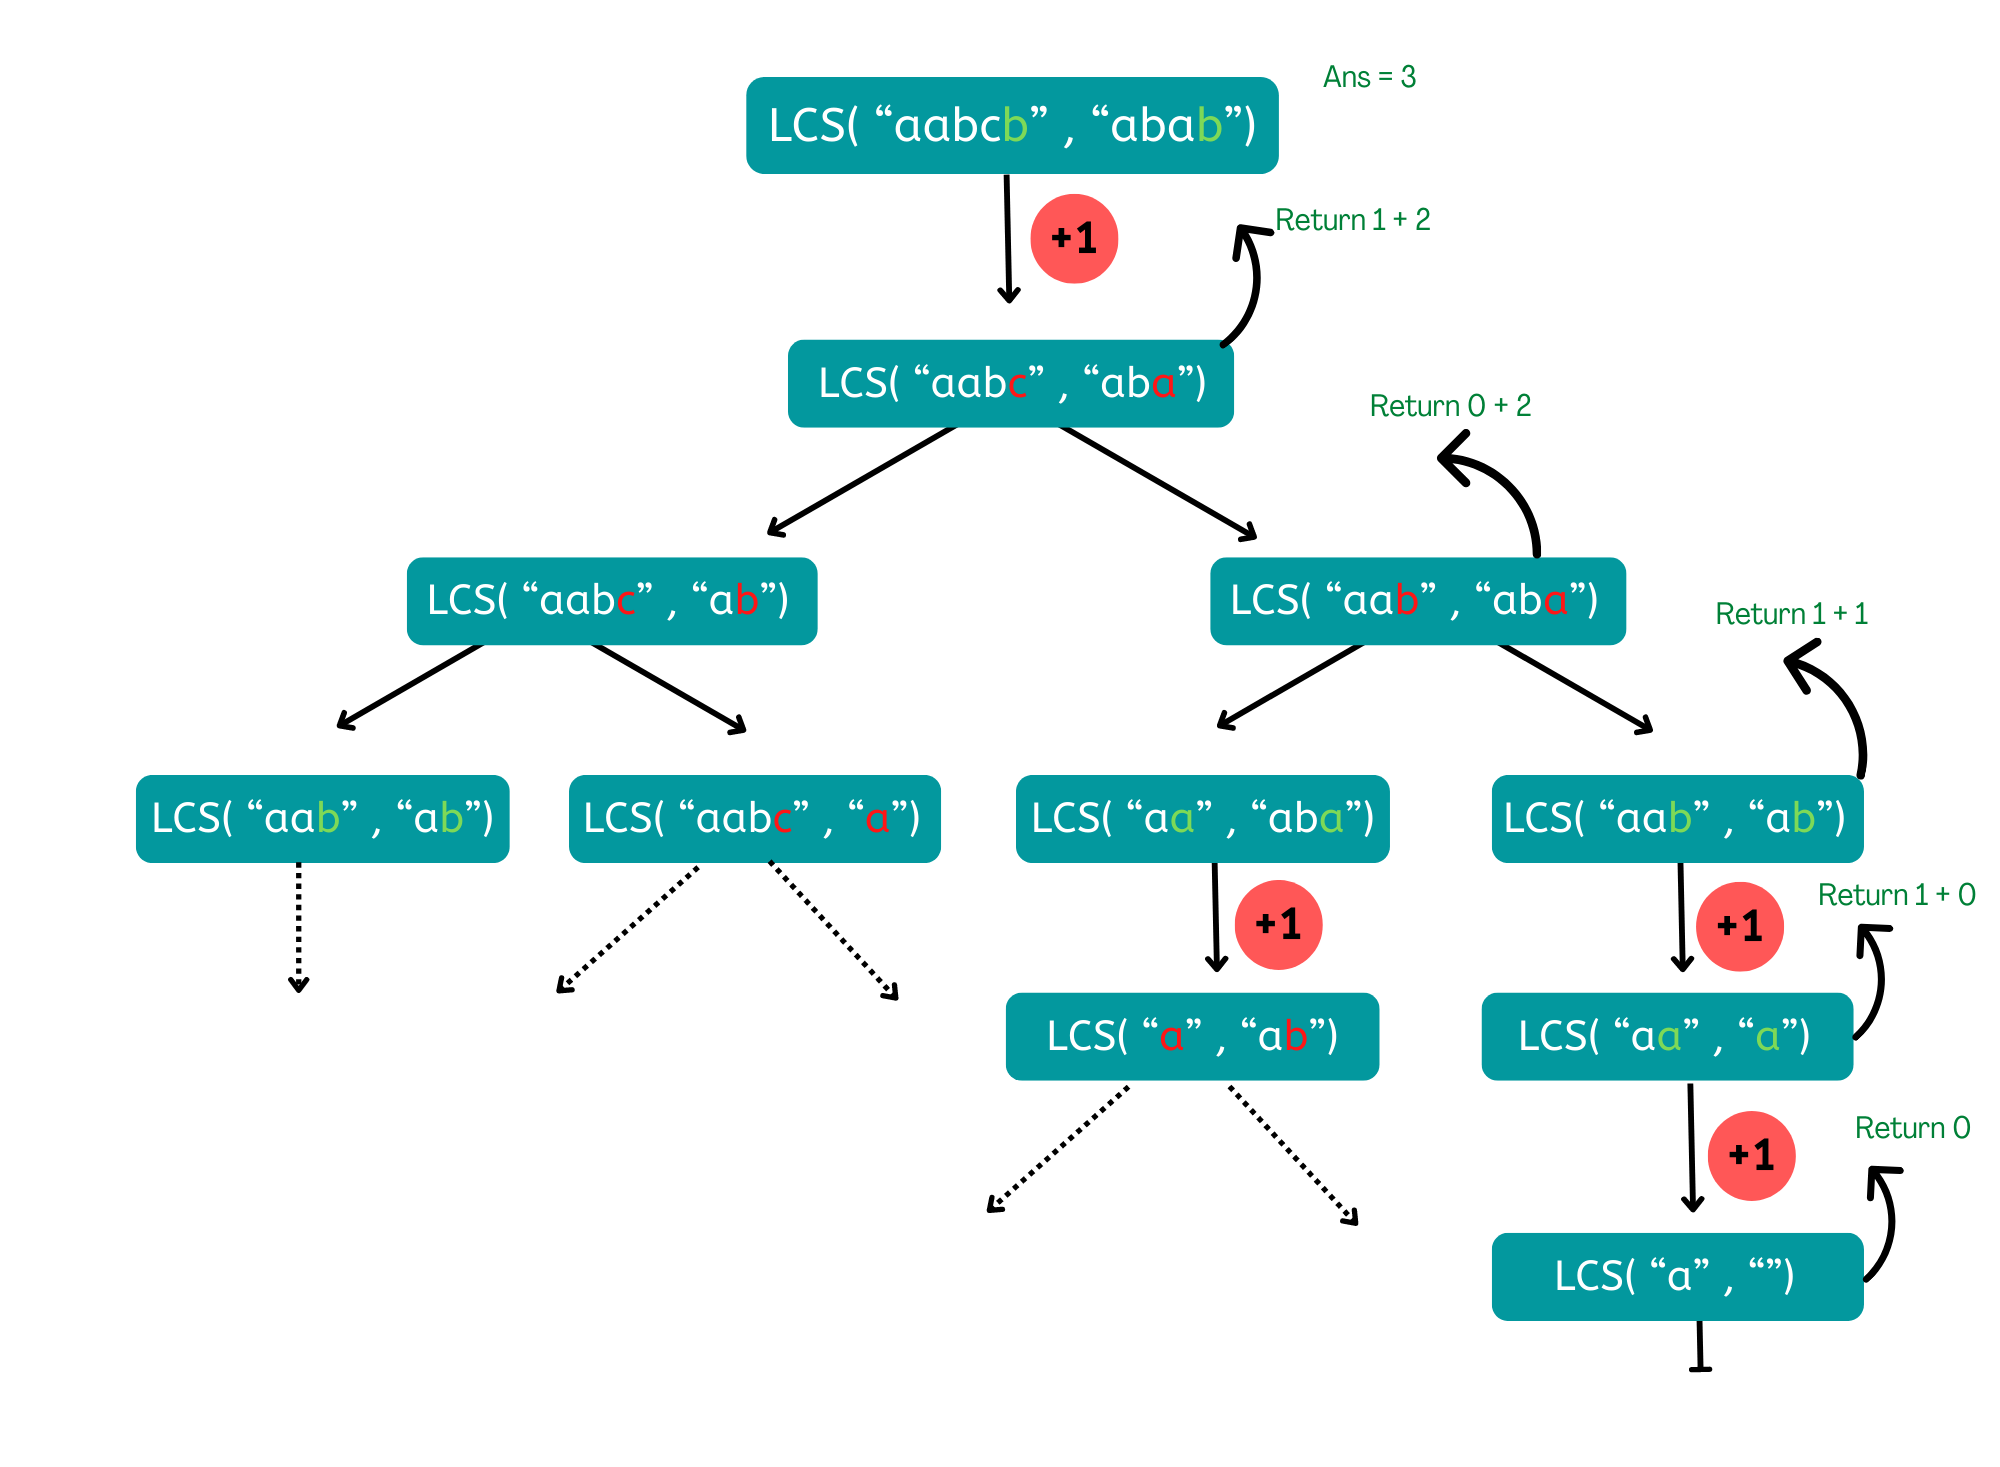 Ans = 3
LCS( “aabcb” , “abab”)
Return 1 + 2
+1
LCS( “aabc” , “aba”)
Return 0 + 2
LCS( “aabc” , “ab”)
LCS( “aab” , “aba”)
Return 1 + 1
LCS( “aab” , “ab”)
LCS( “aabc” , “a”)
LCS( “aa” , “aba”)
LCS( “aab” , “ab”)
Return 1 + 0
+1
+1
LCS( “a” , “ab”)
LCS( “aa” , “a”)
Return 0
+1
LCS( “a” , “”)